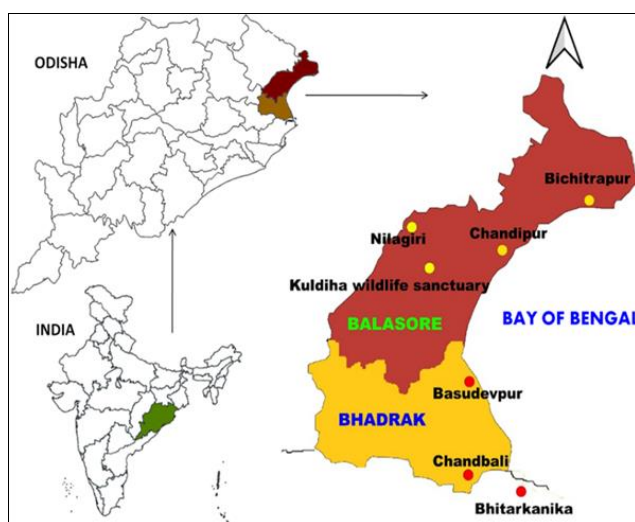 ODISHA
INDIA
Bichitrapur
Nilagiri
Chandipur
Kuldiha wildlife sanctuary
BALASORE
BAY OF BENGAL
Basudevpur
BHADRAK
Chandbali
Bhitarkanika